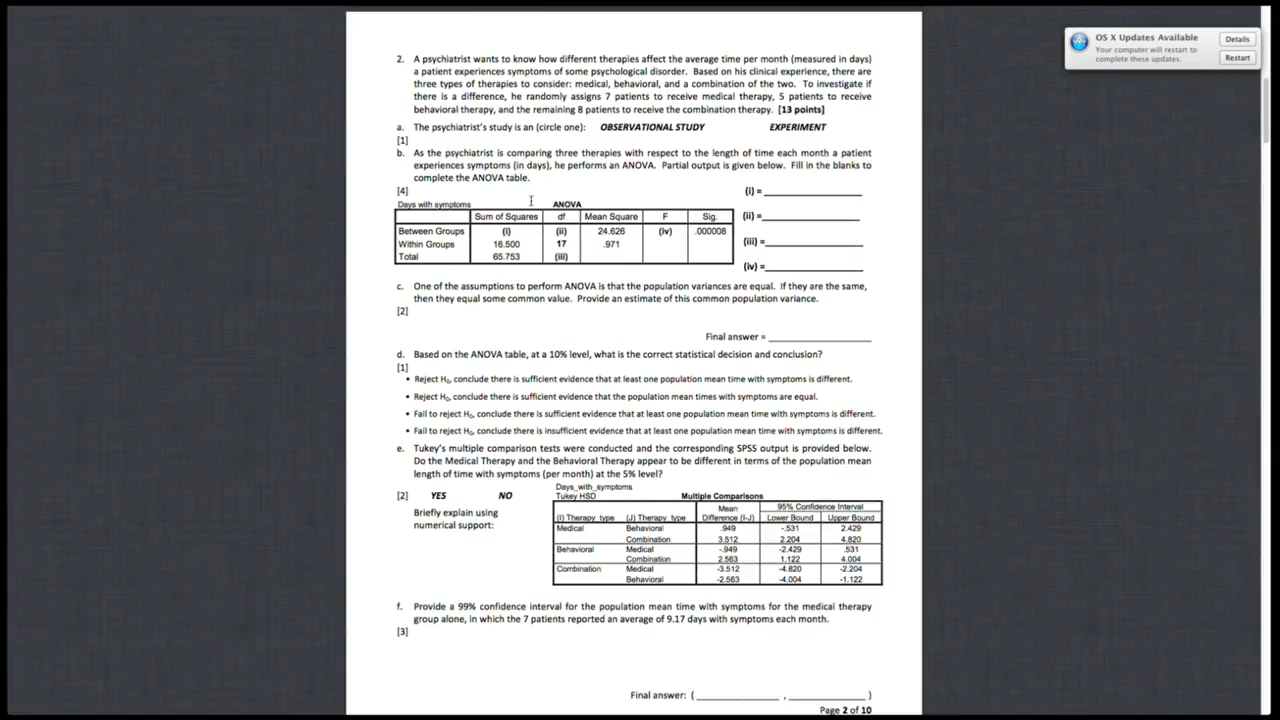 OS X Updates Available
Details
Your computer will restart to
complete these updates.
Restart
2. A psychiatrist wants to know how different therapies affect the average time per month (measured in days)
a patient experiences symptoms of some psychological disorder. Based on his clinical experience, there are
three types of therapies to consider: medical, behavioral, and a combination of the two. To investigate if
there is a difference, he randomly assigns 7 patients to receive medical therapy, 5 patients to receive
behavioral therapy, and the remaining 8 patients to receive the combination therapy. [13 points]
a. The psychiatrist's study is an (circle one): OBSERVATIONAL STUDY EXPERIMENT
[1]
b. As the psychiatrist is comparing three therapies with respect to the length of time each month a patient
experiences symptoms (in days), he performs an ANOVA. Partial output is given below. Fill in the blanks to
complete the ANOVA table.
[4]
Days with symptoms ANOVA
Sum of Squares df Mean Square F Sig.
Between Groups (i) (ii) 24.626 (iv) .000008
Within Groups 16.500 17 .971
Total 65.753 (iii)
(i) = ____________
(ii) = ____________
(iii) = ____________
(iv) = ____________
c. One of the assumptions to perform ANOVA is that the population variances are equal. If they are the same,
then they equal some common value. Provide an estimate of this common population variance.
[2]
Final answer = ____________
d. Based on the ANOVA table, at a 10% level, what is the correct statistical decision and conclusion?
[1]
• Reject H₀, conclude there is sufficient evidence that at least one population mean time with symptoms is different.
• Reject H₀, conclude there is sufficient evidence that the population mean times with symptoms are equal.
• Fail to reject H₀, conclude there is sufficient evidence that at least one population mean time with symptoms is different.
• Fail to reject H₀, conclude there is insufficient evidence that at least one population mean time with symptoms is different.
e. Tukey's multiple comparison tests were conducted and the corresponding SPSS output is provided below.
Do the Medical Therapy and the Behavioral Therapy appear to be different in terms of the population mean
length of time with symptoms (per month) at the 5% level?
[2] YES NO
Briefly explain using
numerical support:
Days_with_symptoms
Tukey HSD Multiple Comparisons
Mean 95% Confidence Interval
(I) Therapy_type (J) Therapy_type Difference (I-J) Lower Bound Upper Bound
Medical Behavioral .949 -.531 2.429
Combination 3.512 2.204 4.820
Behavioral Medical -.949 -2.429 .531
Combination 2.563 1.122 4.004
Combination Medical -3.512 -4.820 -2.204
Behavioral -2.563 -4.004 -1.122
f. Provide a 99% confidence interval for the population mean time with symptoms for the medical therapy
group alone, in which the 7 patients reported an average of 9.17 days with symptoms each month.
[3]
Final answer: ( ____________ , ____________ )
Page 2 of 10